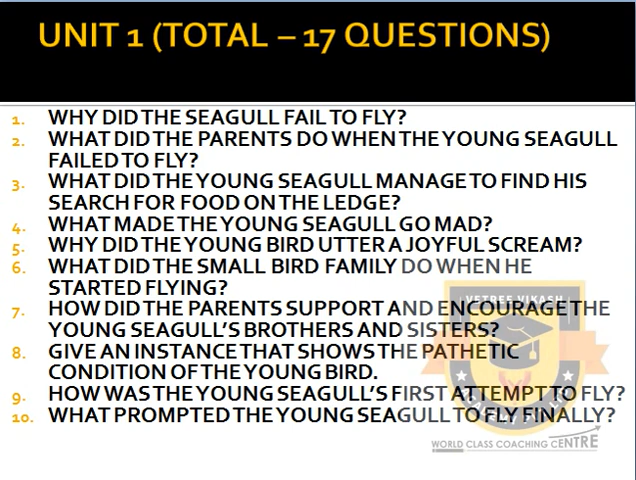 UNIT 1 (TOTAL – 17 QUESTIONS)
1. WHY DID THE SEAGULL FAIL TO FLY?
2. WHAT DID THE PARENTS DO WHEN THE YOUNG SEAGULL
FAILED TO FLY?
3. WHAT DID THE YOUNG SEAGULL MANAGE TO FIND HIS
SEARCH FOR FOOD ON THE LEDGE?
4. WHAT MADE THE YOUNG SEAGULL GO MAD?
5. WHY DID THE YOUNG BIRD UTTER A JOYFUL SCREAM?
6. WHAT DID THE SMALL BIRD FAMILY DO WHEN HE
STARTED FLYING?
7. HOW DID THE PARENTS SUPPORT AND ENCOURAGE THE
YOUNG SEAGULL'S BROTHERS AND SISTERS?
8. GIVE AN INSTANCE THAT SHOWS THE PATHETIC
CONDITION OF THE YOUNG BIRD.
9. HOW WAS THE YOUNG SEAGULL'S FIRST ATTEMPT TO FLY?
10. WHAT PROMPTED THE YOUNG SEAGULL TO FLY FINALLY?
VETREE VIKASH
WORLD CLASS COACHING CENTRE